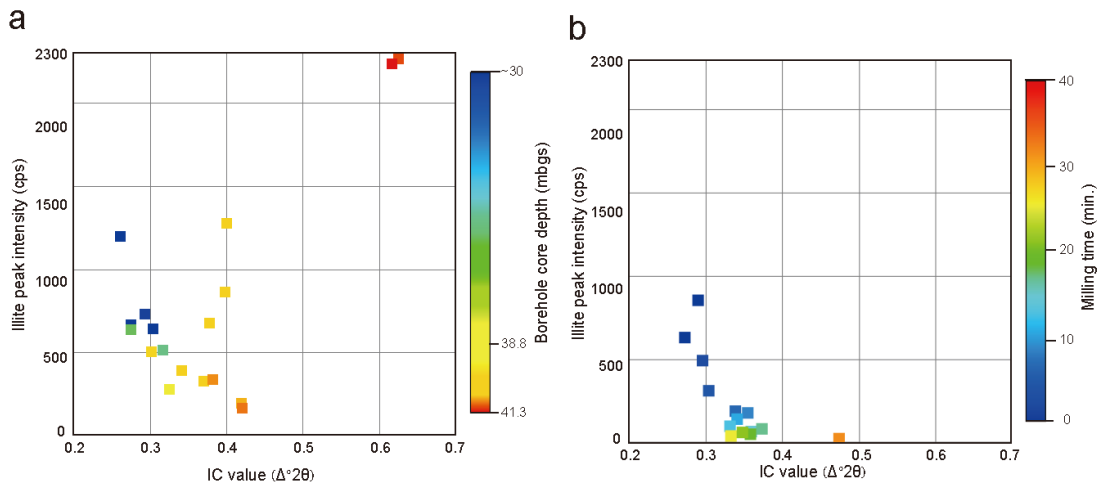 a
2300
2000
1500
1000
500
0
0.2 0.3 0.4 0.5 0.6 0.7
Illite peak intensity (cps)
IC value (Δ°2θ)
~30
38.8
41.3
Borehole core depth (mbgs)
b
2300
2000
1500
1000
500
0
0.2 0.3 0.4 0.5 0.6 0.7
Illite peak intensity (cps)
IC value (Δ°2θ)
40
30
20
10
0
Milling time (min.)